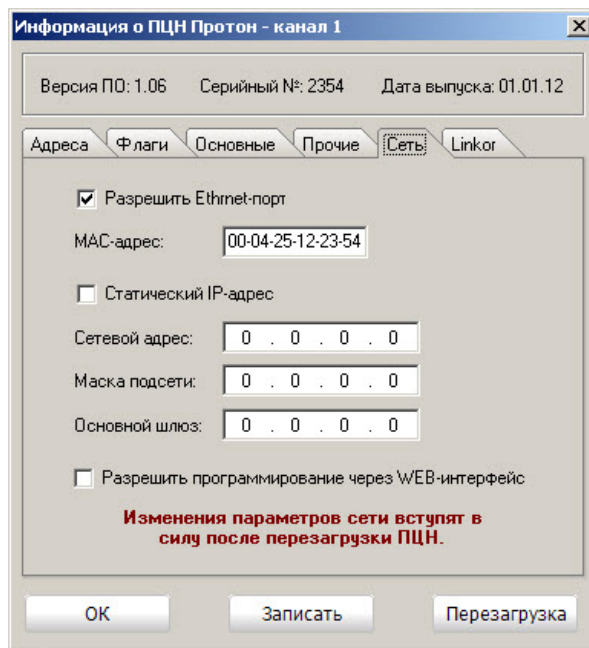 Информация о ПЦН Протон - канал 1
Версия ПО: 1.06 Серийный №: 2354 Дата выпуска: 01.01.12
Адреса Флаги Основные Прочие Сеть Linkor
Разрешить Ethrnet-порт
MAC-адрес: 00-04-25-12-23-54
Статический IP-адрес
Сетевой адрес: 0 . 0 . 0 . 0
Маска подсети: 0 . 0 . 0 . 0
Основной шлюз: 0 . 0 . 0 . 0
Разрешить программирование через WEB-интерфейс
Изменения параметров сети вступят в
силу после перезагрузки ПЦН.
ОК Записать Перезагрузка